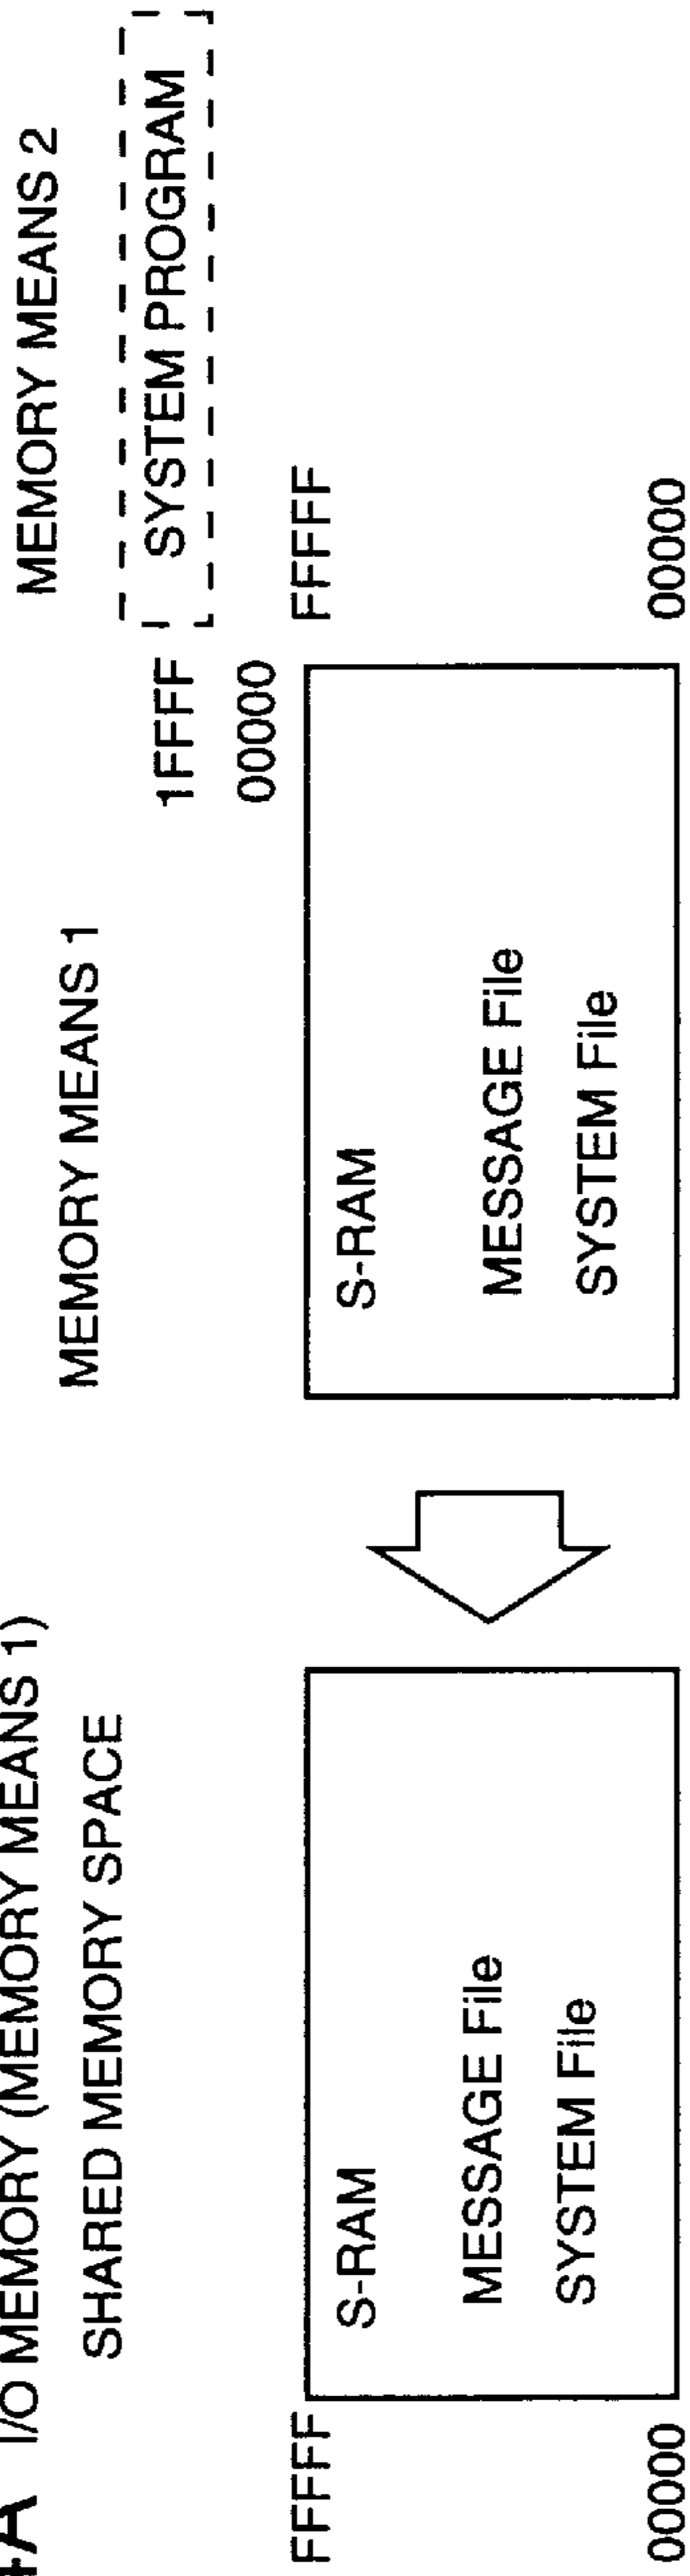 I/O MEMORY (MEMORY MEANS 1)
SHARED MEMORY SPACE
FFFFF
S-RAM
MESSAGE File
SYSTEM File
00000
MEMORY MEANS 1
S-RAM
MESSAGE File
SYSTEM File
MEMORY MEANS 2
1FFFF
SYSTEM PROGRAM
00000
FFFFF
00000